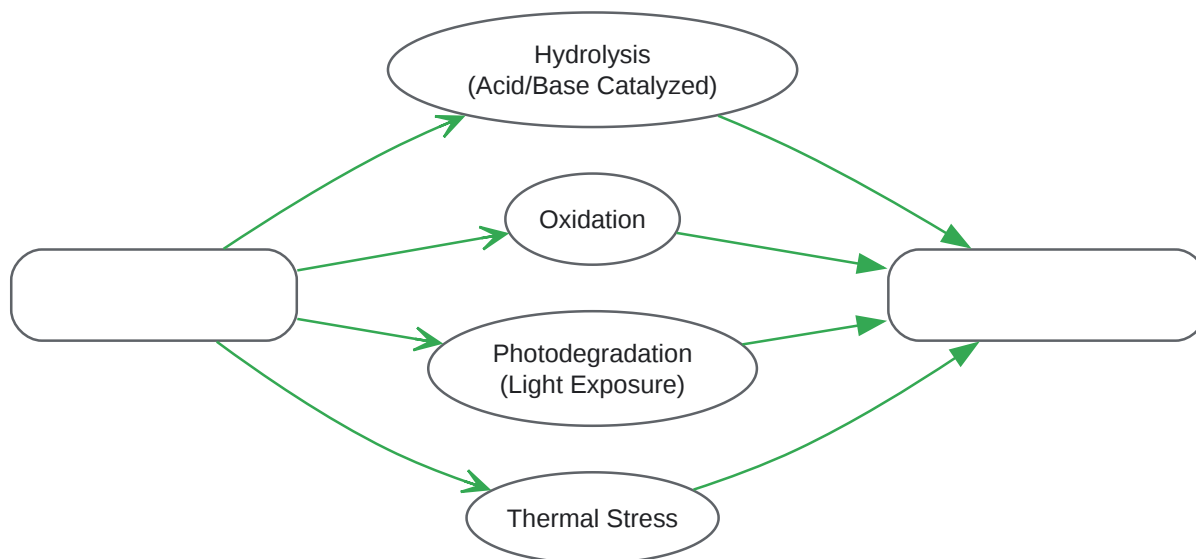 Hydrolysis
(Acid/Base Catalyzed)
Oxidation
Photodegradation
(Light Exposure)
Thermal Stress